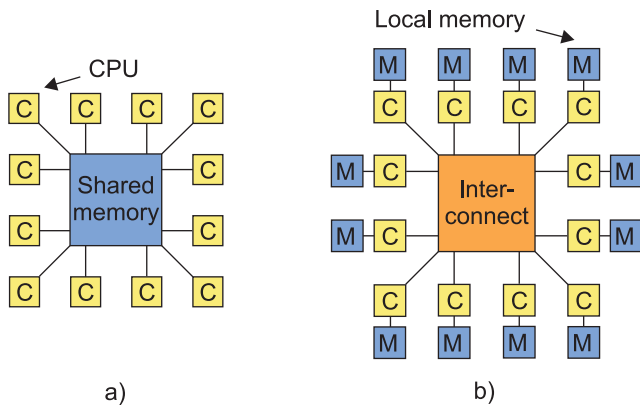 Local memory
CPU
M M M M
C C C C
C C C C
C C
M C C M
Shared
memory
Inter-
connect
C C
M C C M
C C C C
C C C C
M M M M
a)
b)